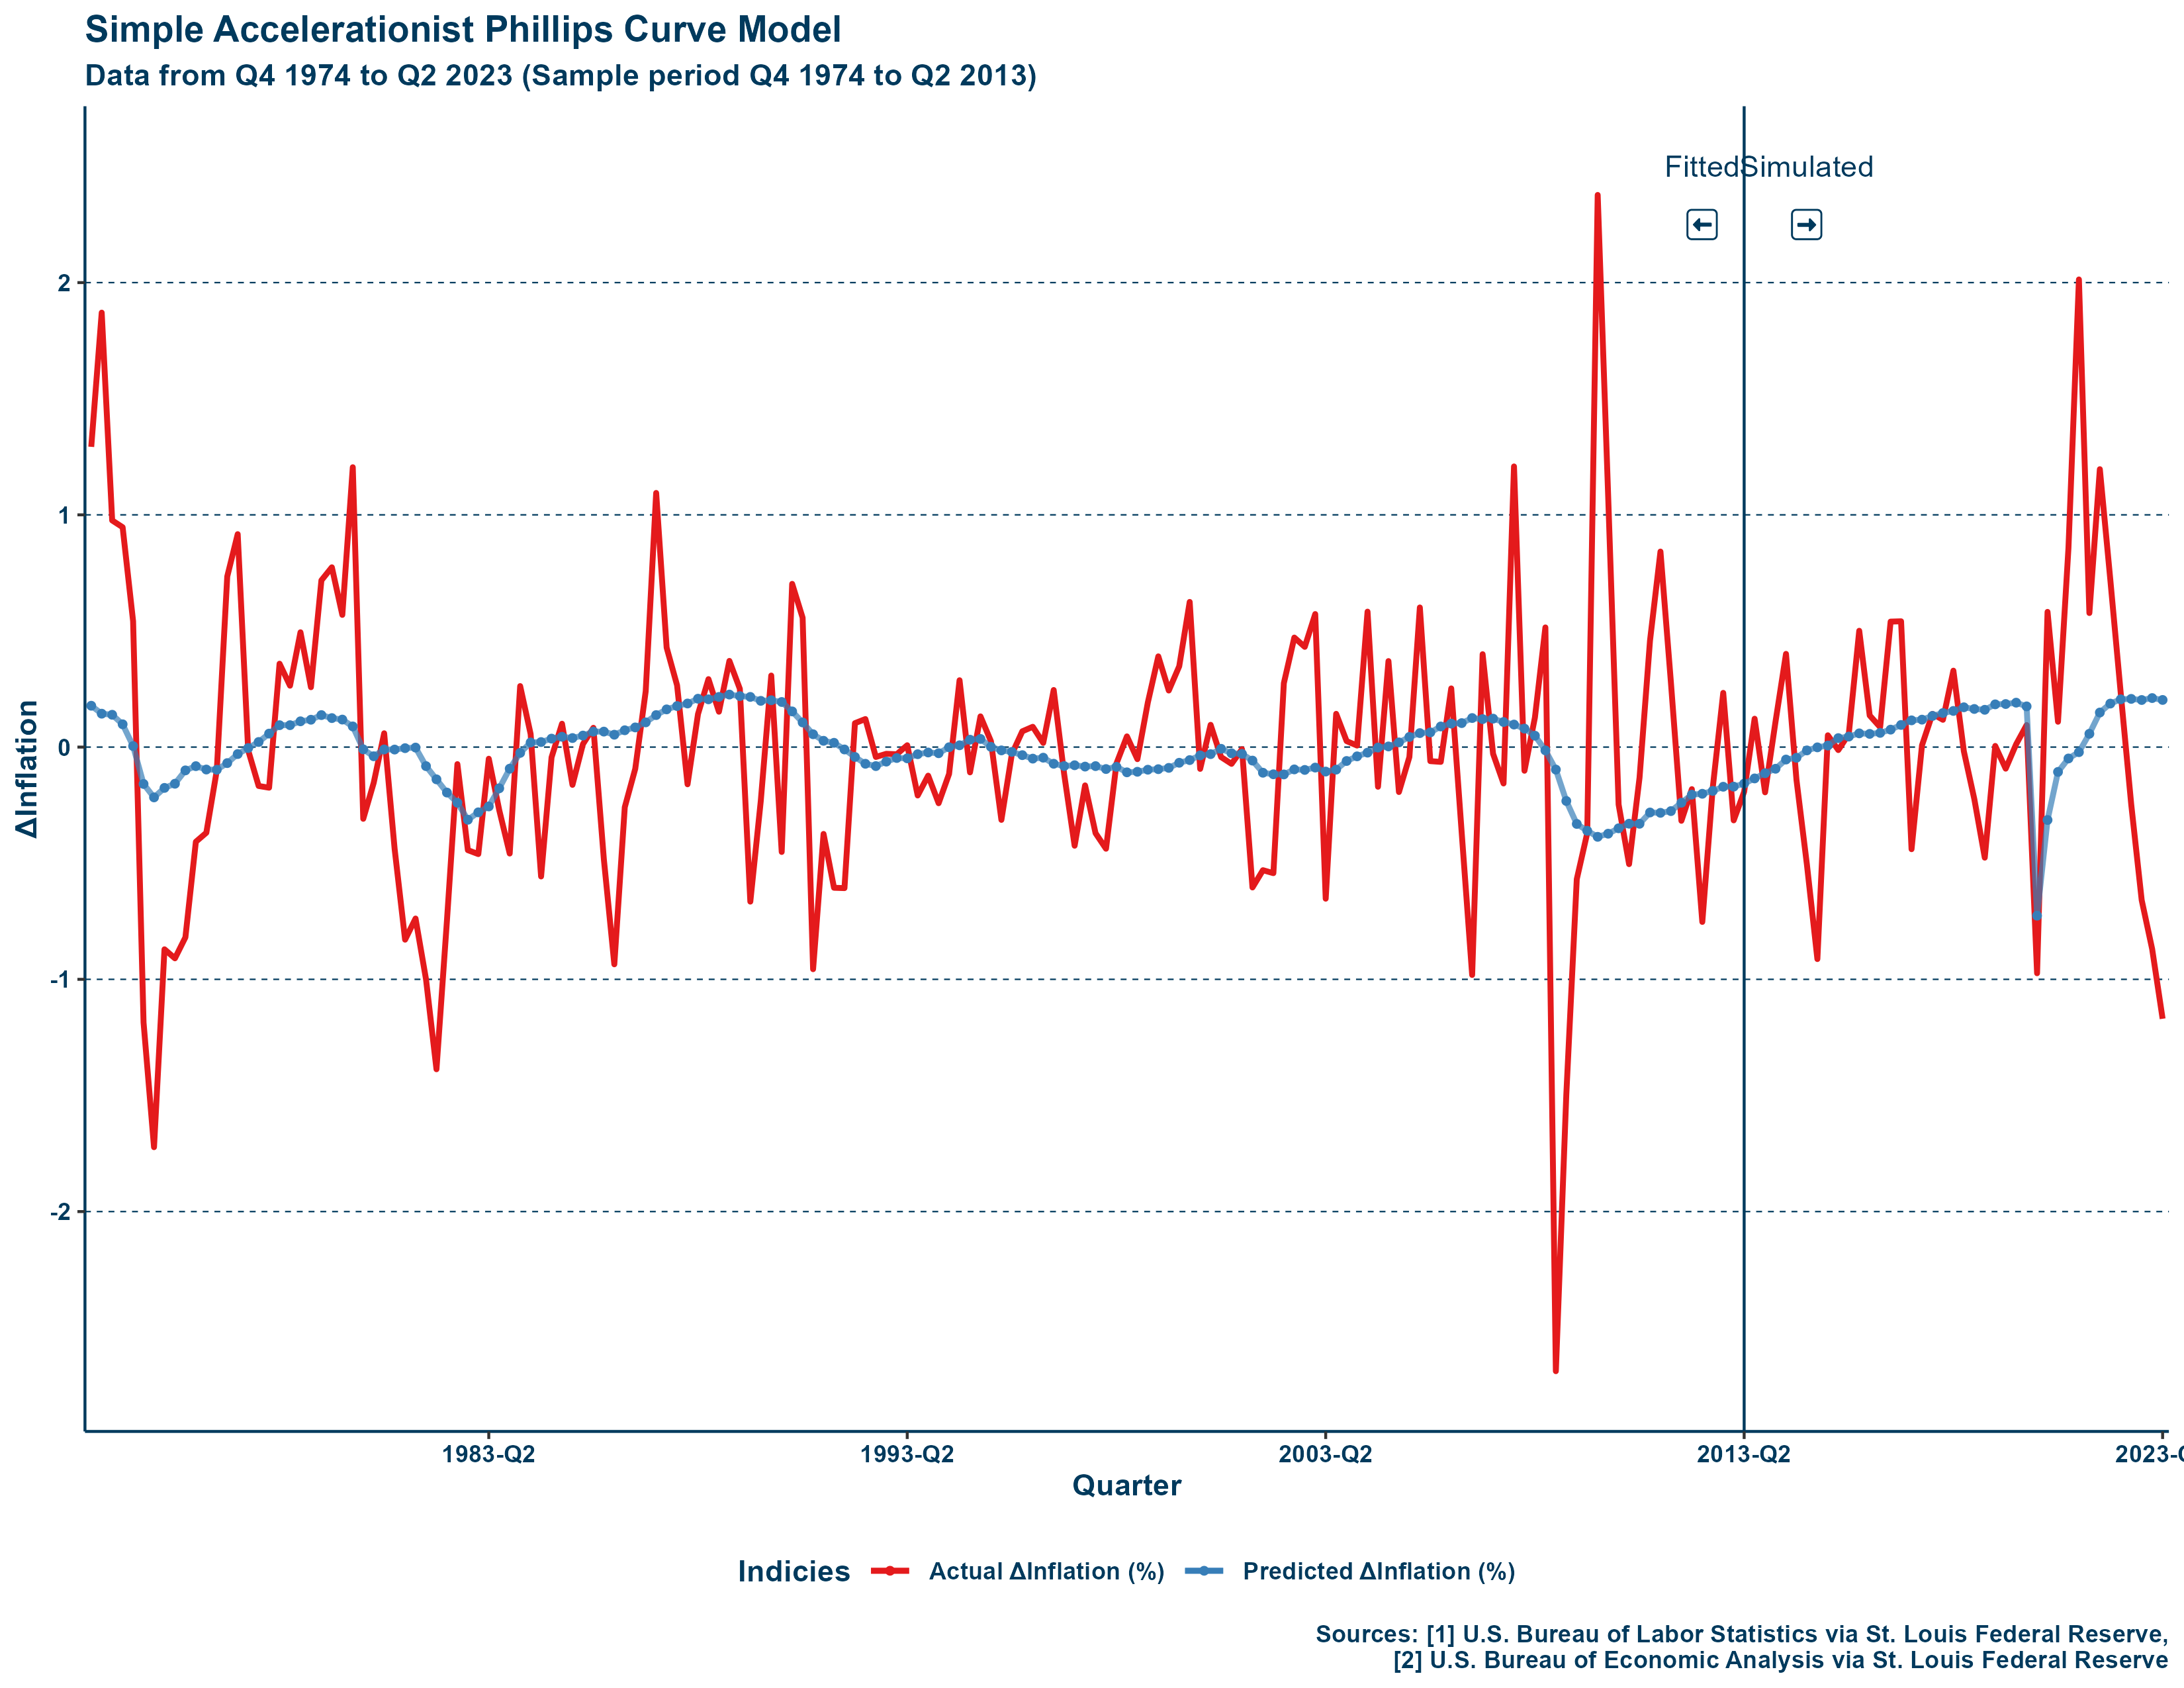 Simple Accelerationist Phillips Curve Model
Data from Q4 1974 to Q2 2023 (Sample period Q4 1974 to Q2 2013)
FittedSimulated
2
1
0
-1
-2
ΔInflation
1983-Q2
1993-Q2
2003-Q2
2013-Q2
2023-
Quarter
Indicies
Actual ΔInflation (%)
Predicted ΔInflation (%)
Sources: [1] U.S. Bureau of Labor Statistics via St. Louis Federal Reserve,
[2] U.S. Bureau of Economic Analysis via St. Louis Federal Reserve